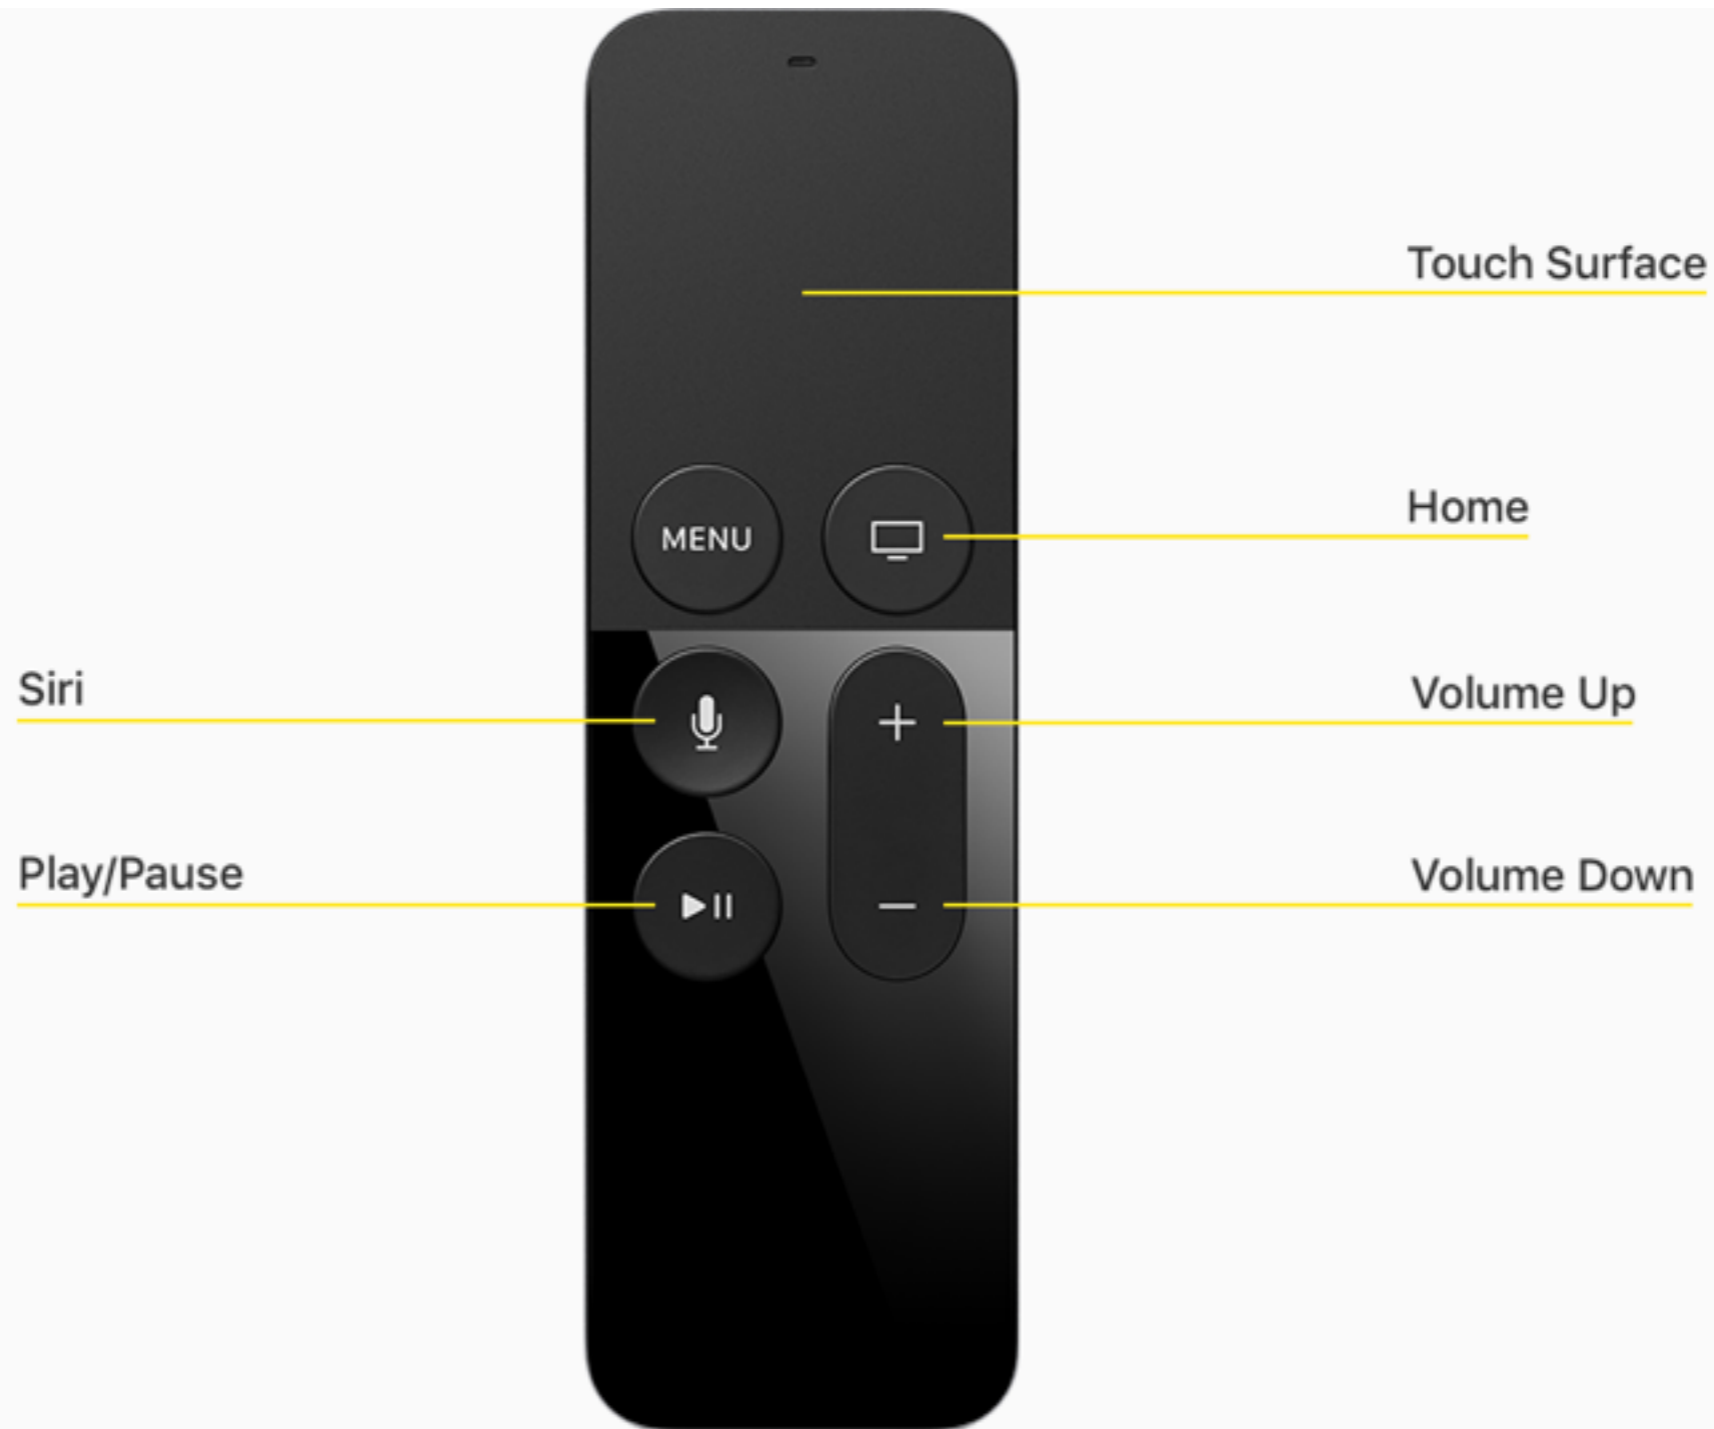 Touch Surface
Home
MENU
Siri
Volume Up
Play/Pause
Volume Down